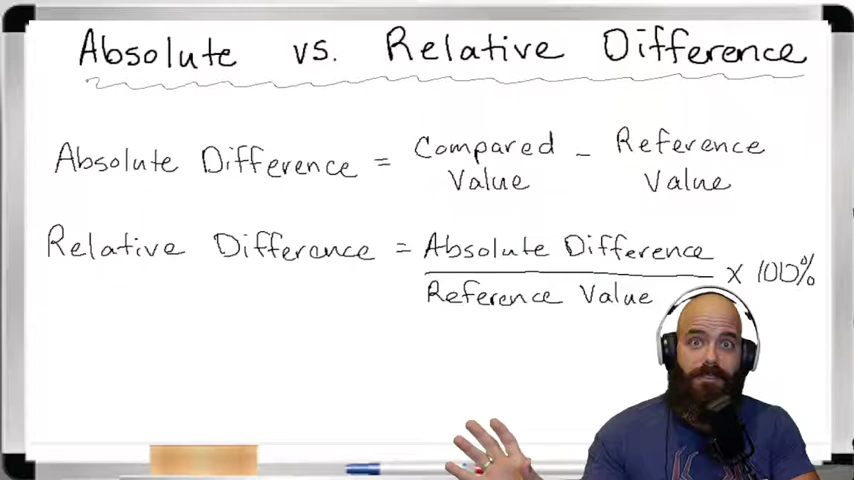 Absolute vs. Relative Difference
Absolute Difference = Compared Value - Reference Value
Relative Difference = Absolute Difference / Reference Value x 100%